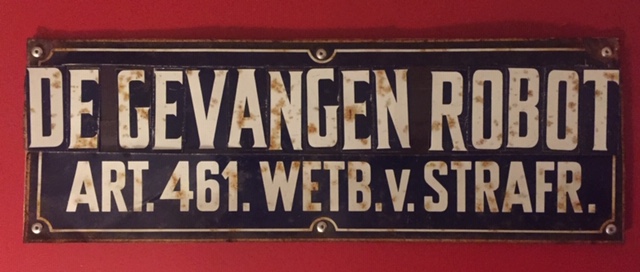 DE GEVANGEN ROBOT
ART. 461. WETB. v. STRAFR.